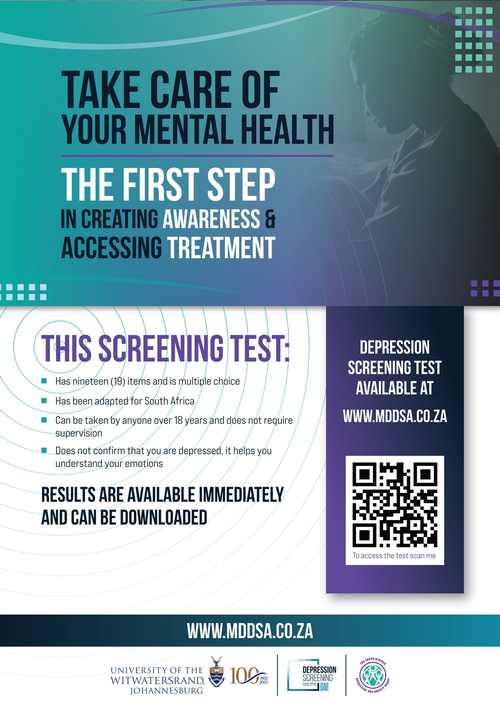 TAKE CARE OF
YOUR MENTAL HEALTH
THE FIRST STEP
IN CREATING AWARENESS &
ACCESSING TREATMENT
THIS SCREENING TEST:
Has nineteen (19) items and is multiple choice
Has been adapted for South Africa
Can be taken by anyone over 18 years and does not require
supervision
Does not confirm that you are depressed, it helps you
understand your emotions
RESULTS ARE AVAILABLE IMMEDIATELY
AND CAN BE DOWNLOADED
DEPRESSION
SCREENING TEST
AVAILABLE AT
WWW.MDDSA.CO.ZA
To access the test scan me
WWW.MDDSA.CO.ZA
UNIVERSITY OF THE
WITWATERSRAND,
JOHANNESBURG
100
DEPRESSION
SCREENING